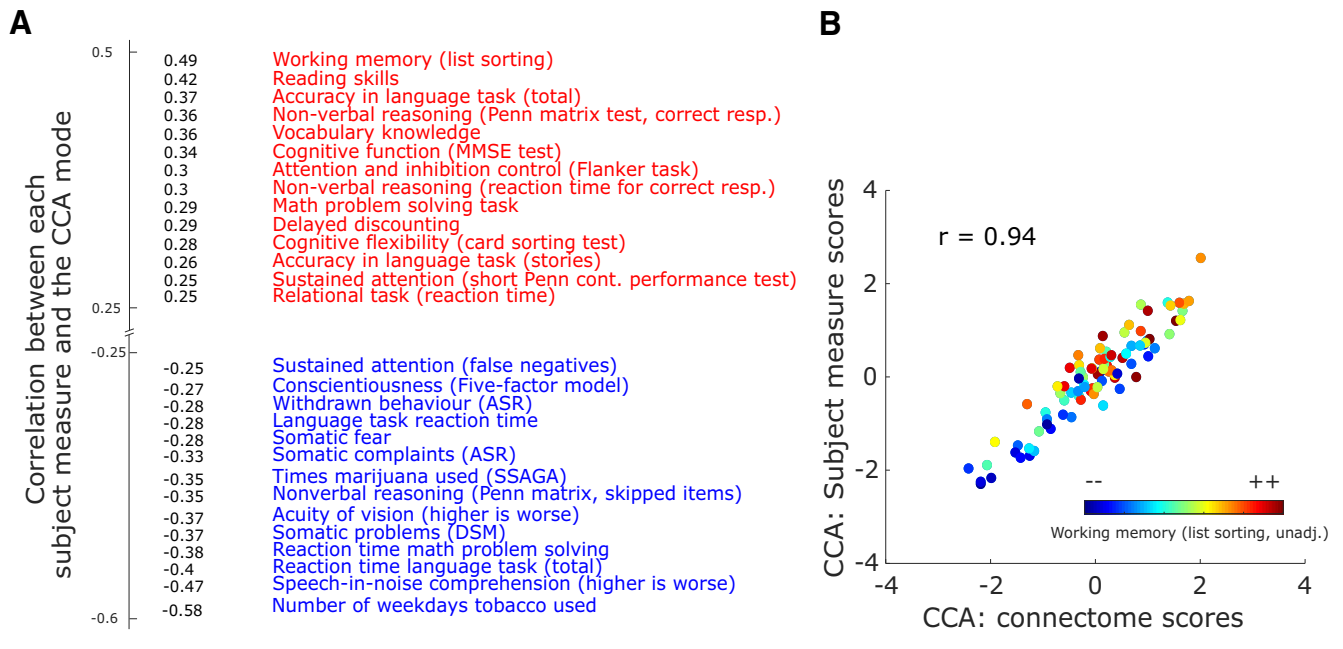 A
Correlation between each
subject measure and the CCA mode
0.5
0.25
-0.25
-0.6
0.49 Working memory (list sorting)
0.42 Reading skills
0.37 Accuracy in language task (total)
0.36 Non-verbal reasoning (Penn matrix test, correct resp.)
0.36 Vocabulary knowledge
0.34 Cognitive function (MMSE test)
0.3 Attention and inhibition control (Flanker task)
0.3 Non-verbal reasoning (reaction time for correct resp.)
0.29 Math problem solving task
0.29 Delayed discounting
0.28 Cognitive flexibility (card sorting test)
0.26 Accuracy in language task (stories)
0.25 Sustained attention (short Penn cont. performance test)
0.25 Relational task (reaction time)
-0.25 Sustained attention (false negatives)
-0.27 Conscientiousness (Five-factor model)
-0.28 Withdrawn behaviour (ASR)
-0.28 Language task reaction time
-0.28 Somatic fear
-0.33 Somatic complaints (ASR)
-0.35 Times marijuana used (SSAGA)
-0.35 Nonverbal reasoning (Penn matrix, skipped items)
-0.37 Acuity of vision (higher is worse)
-0.37 Somatic problems (DSM)
-0.38 Reaction time math problem solving
-0.4 Reaction time language task (total)
-0.47 Speech-in-noise comprehension (higher is worse)
-0.58 Number of weekdays tobacco used
B
CCA: Subject measure scores
4
2
0
-2
-4
r = 0.94
-- ++
Working memory (list sorting, unadj.)
-4 -2 0 2 4
CCA: connectome scores